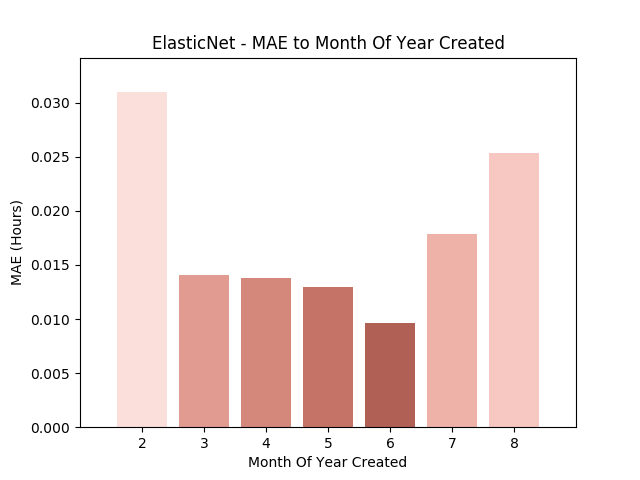 ElasticNet - MAE to Month Of Year Created
MAE (Hours)
0.030
0.025
0.020
0.015
0.010
0.005
0.000
2 3 4 5 6 7 8
Month Of Year Created